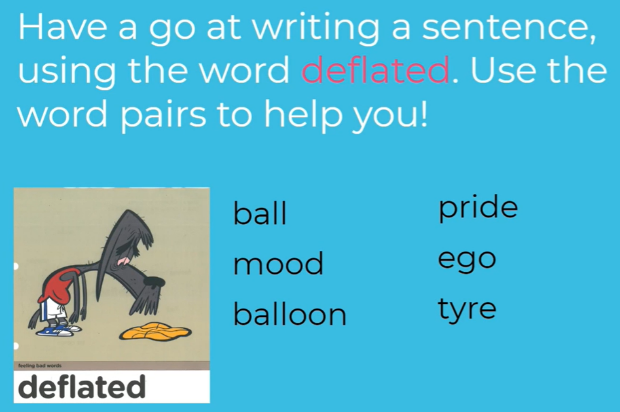 Have a go at writing a sentence,
using the word deflated. Use the
word pairs to help you!
ball
pride
mood
ego
balloon
tyre
feeling bad words
deflated